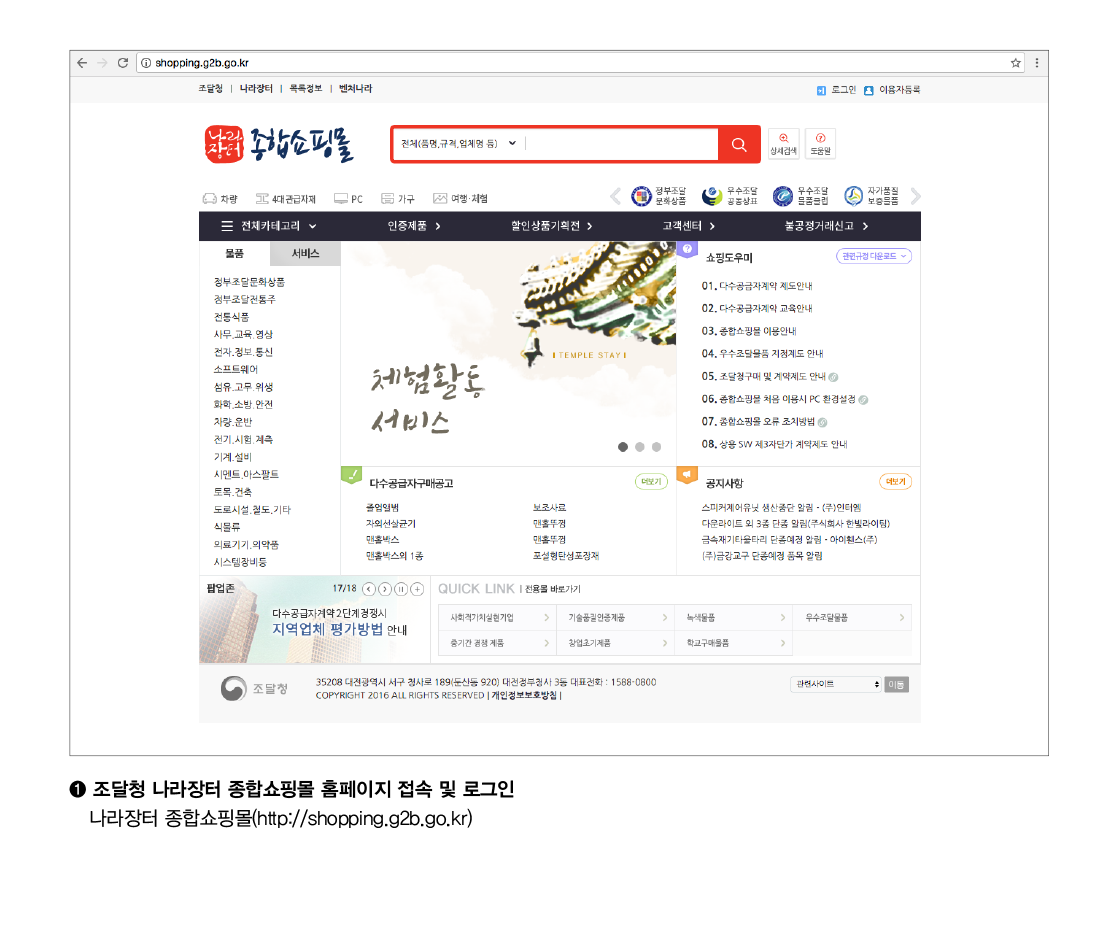 shopping.g2b.go.kr
조달청 | 나라장터 | 목록정보 | 벤처나라
로그인 이용자등록
나라장터 종합쇼핑몰
전체(품명,규격,업체명 등)
상세검색 도움말
차량 4대관급자재 PC 가구 여행·체험
정부조달 문화상품
우수조달 공동상표
우수조달 물품클럽
자가품질 보증물품
전체카테고리 인증제품 할인상품기획전 고객센터 불공정거래신고
물품 서비스
정부조달문화상품
정부조달전통주
전통식품
사무.교육.영상
전자.정보.통신
소프트웨어
섬유.고무.위생
화학.소방.안전
차량.운반
전기.시험.계측
기계.설비
시멘트.아스팔트
토목.건축
도로시설.철도.기타
식물류
의료기기.의약품
시스템장비등
TEMPLE STAY
체험활동
서비스
쇼핑도우미
관련규정 다운로드
01. 다수공급자계약 제도안내
02. 다수공급자계약 교육안내
03. 종합쇼핑몰 이용안내
04. 우수조달물품 지정제도 안내
05. 조달청구매 및 계약제도 안내
06. 종합쇼핑몰 처음 이용시 PC 환경설정
07. 종합쇼핑몰 오류 조치방법
08. 상용 SW 제3자단가 계약제도 안내
다수공급자구매공고 더보기
졸업앨범 보조사료
자외선살균기 맨홀뚜껑
맨홀박스 맨홀뚜껑
맨홀박스외 1종 포설형탄성포장재
공지사항 더보기
스피커제어유닛 생산중단 알림 - (주)인터엠
다운라이트 외 3종 단종 알림(주식회사 한빛라이팅)
금속재기타울타리 단종예정 알림 - 아이휀스(주)
(주)금강교구 단종예정 품목 알림
팝업존 17/18
다수공급자계약 2단계경쟁시
지역업체 평가방법 안내
QUICK LINK | 전용몰 바로가기
사회적가치실현기업 기술품질인증제품 녹색물품 우수조달물품
중기간 경쟁 제품 창업초기제품 학교구매물품
조달청
35208 대전광역시 서구 청사로 189(둔산동 920) 대전정부청사 3동 대표전화 : 1588-0800
COPYRIGHT 2016 ALL RIGHTS RESERVED | 개인정보보호방침 |
관련사이트 이동
❶ 조달청 나라장터 종합쇼핑몰 홈페이지 접속 및 로그인
나라장터 종합쇼핑몰(http://shopping.g2b.go.kr)